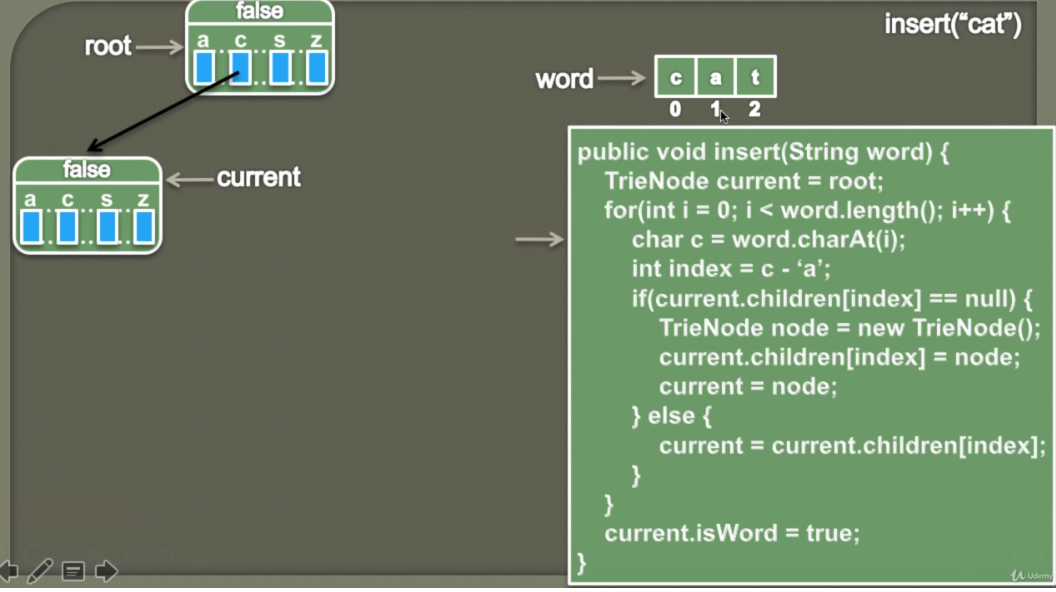 insert("cat")
false
root
a c s z
word
c a t
0 1 2
false
current
a c s z
public void insert(String word) {
TrieNode current = root;
for(int i = 0; i < word.length(); i++) {
char c = word.charAt(i);
int index = c - ‘a’;
if(current.children[index] == null) {
TrieNode node = new TrieNode();
current.children[index] = node;
current = node;
} else {
current = current.children[index];
}
}
current.isWord = true;
}
Udemy